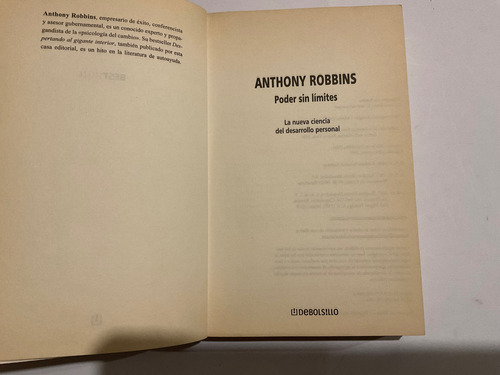 Anthony Robbins, empresario de éxito, conferencista
y asesor gubernamental, es un conocido experto y propa-
gandista de la «psicología del cambio». Su bestseller Des-
pertando al gigante interior, también publicado por esta
casa editorial, es un hito en la literatura de autoayuda.
ANTHONY ROBBINS
Poder sin límites
La nueva ciencia
del desarrollo personal
DEBOLSILLO